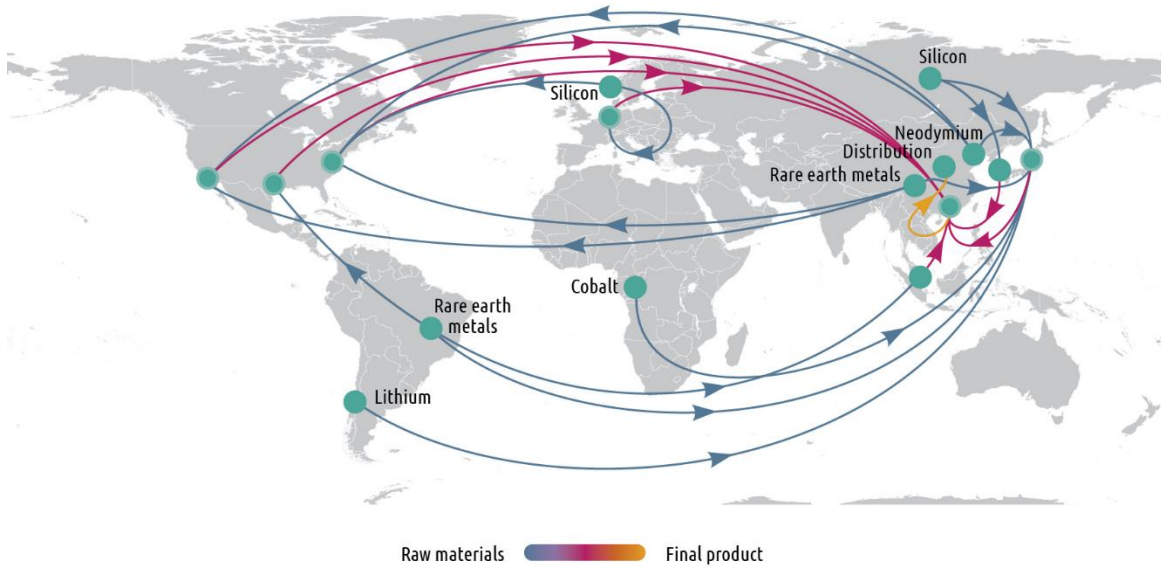 Silicon
Silicon
Neodymium
Distribution
Rare earth metals
Cobalt
Rare earth
metals
Lithium
Raw materials
Final product